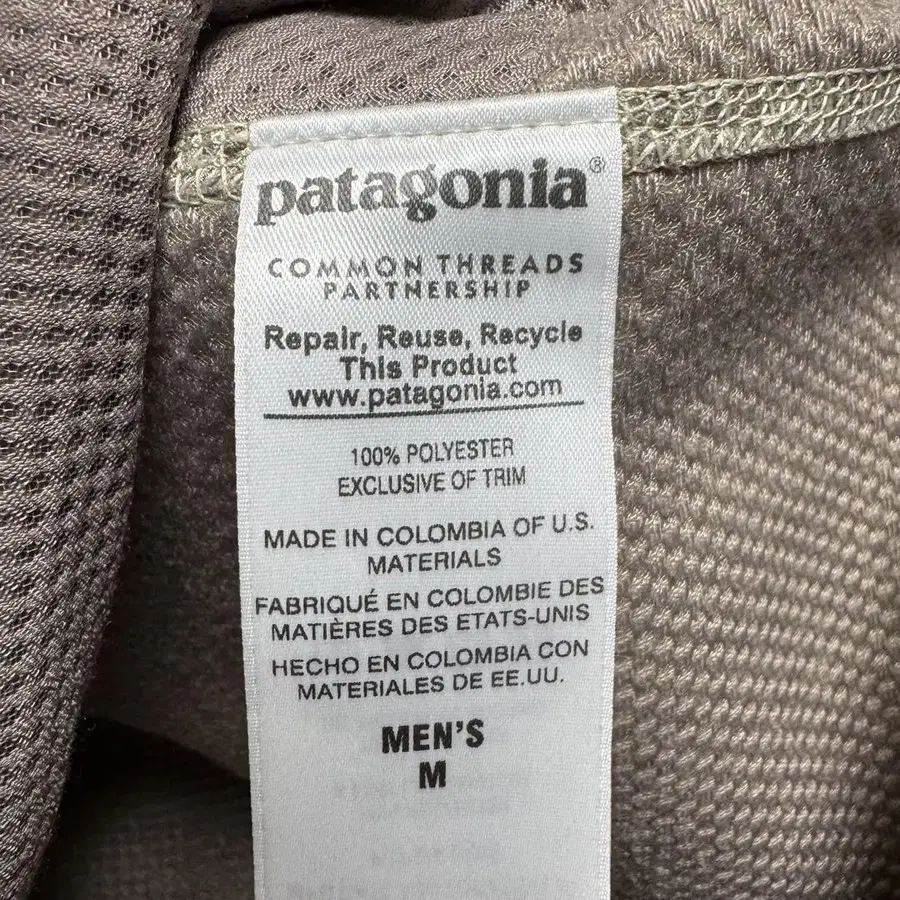 patagonia®
COMMON THREADS
PARTNERSHIP
Repair, Reuse, Recycle
This Product
www.patagonia.com
100% POLYESTER
EXCLUSIVE OF TRIM
MADE IN COLOMBIA OF U.S.
MATERIALS
FABRIQUÉ EN COLOMBIE DES
MATIÈRES DES ETATS-UNIS
HECHO EN COLOMBIA CON
MATERIALES DE EE.UU.
MEN'S
M